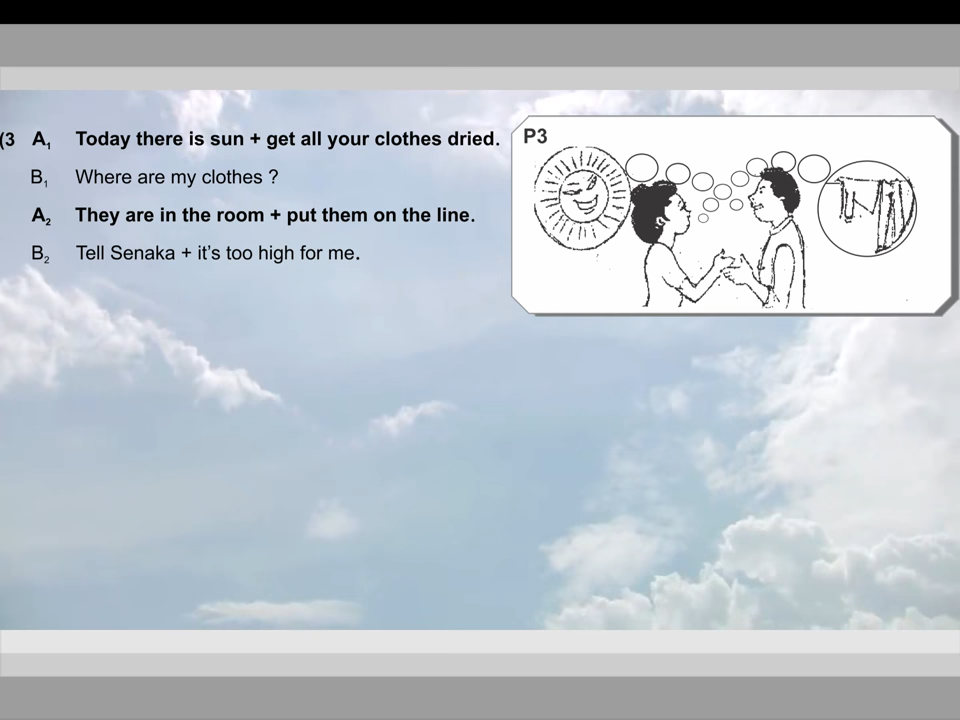 (3 A1 Today there is sun + get all your clothes dried.
B1 Where are my clothes ?
A2 They are in the room + put them on the line.
B2 Tell Senaka + it's too high for me.
P3